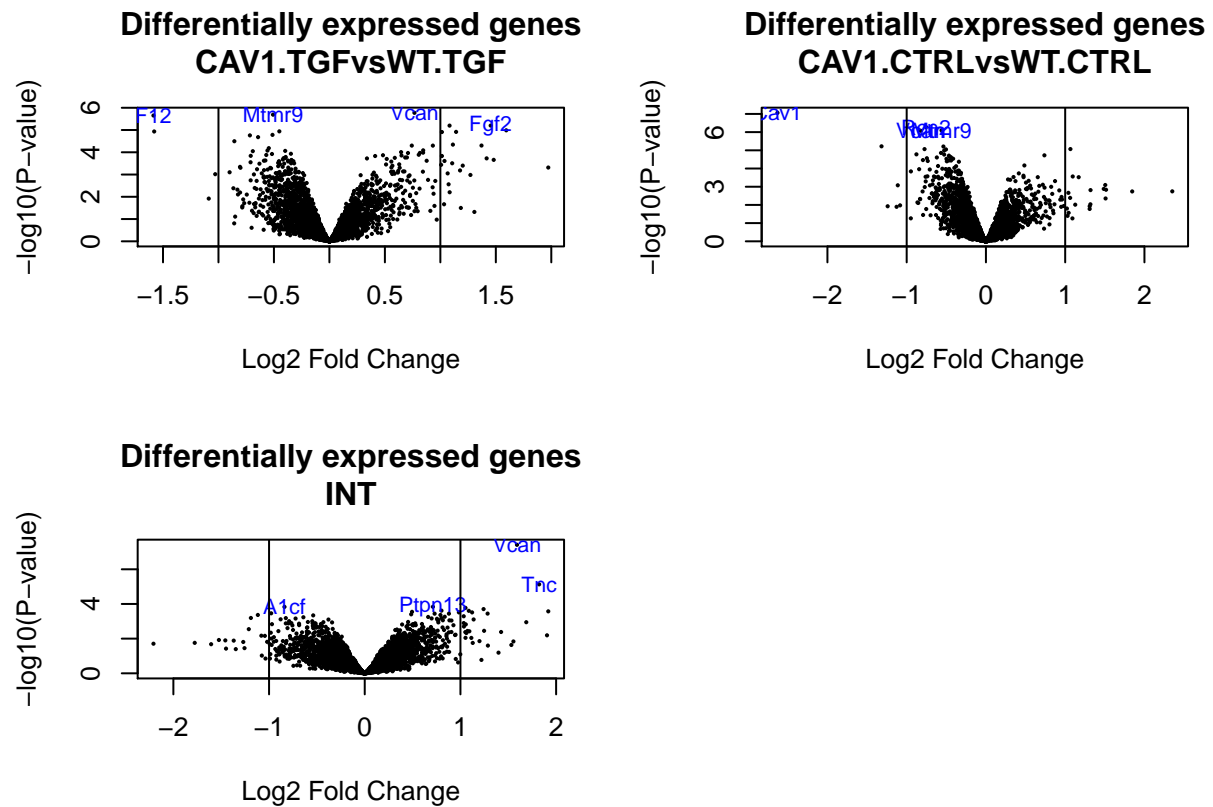 Differentially expressed genes
CAV1.TGFvsWT.TGF
−log10(P−value)
6
4
2
0
F12
Mtmr9
Vcan
Fgf2
−1.5
−0.5
0.5
1.5
Log2 Fold Change
Differentially expressed genes
CAV1.CTRLvsWT.CTRL
−log10(P−value)
6
3
0
Cav1
Mtmr9
−2
−1
0
1
2
Log2 Fold Change
Differentially expressed genes
INT
−log10(P−value)
4
0
Vcan
Tnc
A1cf
Ptpn13
−2
−1
0
1
2
Log2 Fold Change